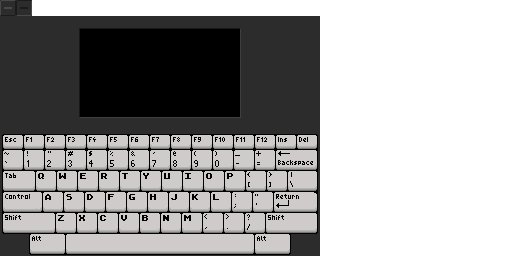 Esc F1 F2 F3 F4 F5 F6 F7 F8 F9 F10 F11 F12 Ins Del
~ ! " # $ % % ^ @ ( ) _ +
` 1 2 3 4 5 6 7 8 9 0 - = Backspace
Tab Q W E R T Y U I O P < [ > ] | \
Control A S D F G H J K L : ; " ' Return
Shift Z X C V B N M < , > . ? / Shift
Alt Alt